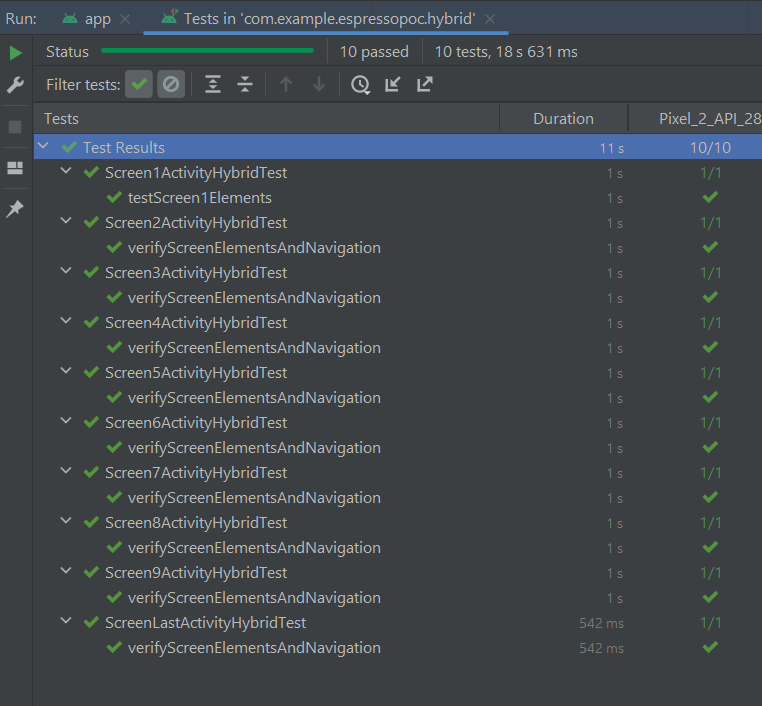 Run: app Tests in 'com.example.espressopoc.hybrid'
Status 10 passed 10 tests, 18 s 631 ms
Filter tests:
Tests Duration Pixel_2_API_28
Test Results 11 s 10/10
Screen1ActivityHybridTest 1 s 1/1
testScreen1Elements 1 s
Screen2ActivityHybridTest 1 s 1/1
verifyScreenElementsAndNavigation 1 s
Screen3ActivityHybridTest 1 s 1/1
verifyScreenElementsAndNavigation 1 s
Screen4ActivityHybridTest 1 s 1/1
verifyScreenElementsAndNavigation 1 s
Screen5ActivityHybridTest 1 s 1/1
verifyScreenElementsAndNavigation 1 s
Screen6ActivityHybridTest 1 s 1/1
verifyScreenElementsAndNavigation 1 s
Screen7ActivityHybridTest 1 s 1/1
verifyScreenElementsAndNavigation 1 s
Screen8ActivityHybridTest 1 s 1/1
verifyScreenElementsAndNavigation 1 s
Screen9ActivityHybridTest 1 s 1/1
verifyScreenElementsAndNavigation 1 s
ScreenLastActivityHybridTest 542 ms 1/1
verifyScreenElementsAndNavigation 542 ms